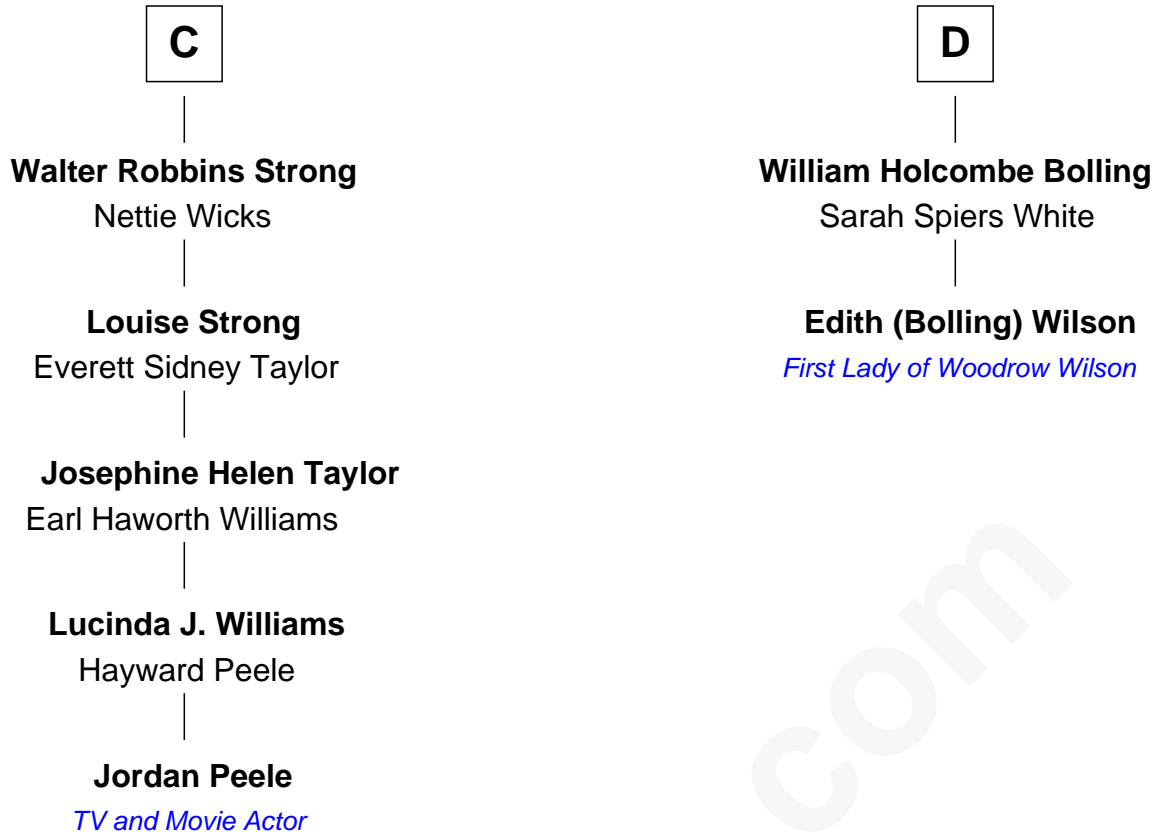 C
Walter Robbins Strong
Nettie Wicks
Louise Strong
Everett Sidney Taylor
Josephine Helen Taylor
Earl Haworth Williams
Lucinda J. Williams
Hayward Peele
Jordan Peele
TV and Movie Actor
D
William Holcombe Bolling
Sarah Spiers White
Edith (Bolling) Wilson
First Lady of Woodrow Wilson
com